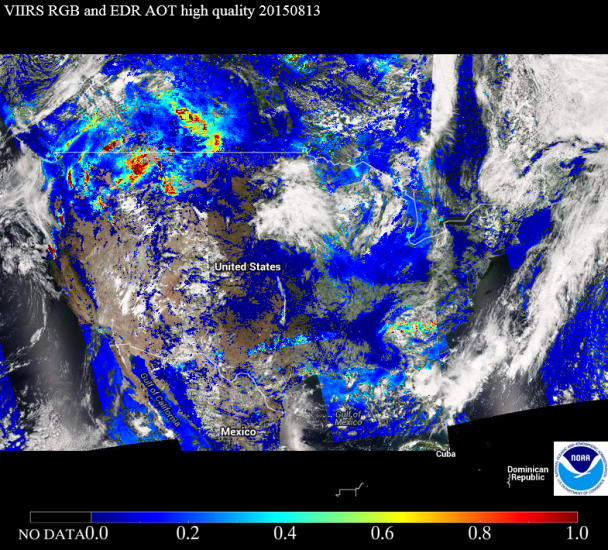 VIIRS RGB and EDR AOT high quality 20150813
United States
Gulf of California
Gulf of
Mexico
Mexico
Cuba
Dominican
Republic
NOAA
NO DATA 0.0 0.2 0.4 0.6 0.8 1.0